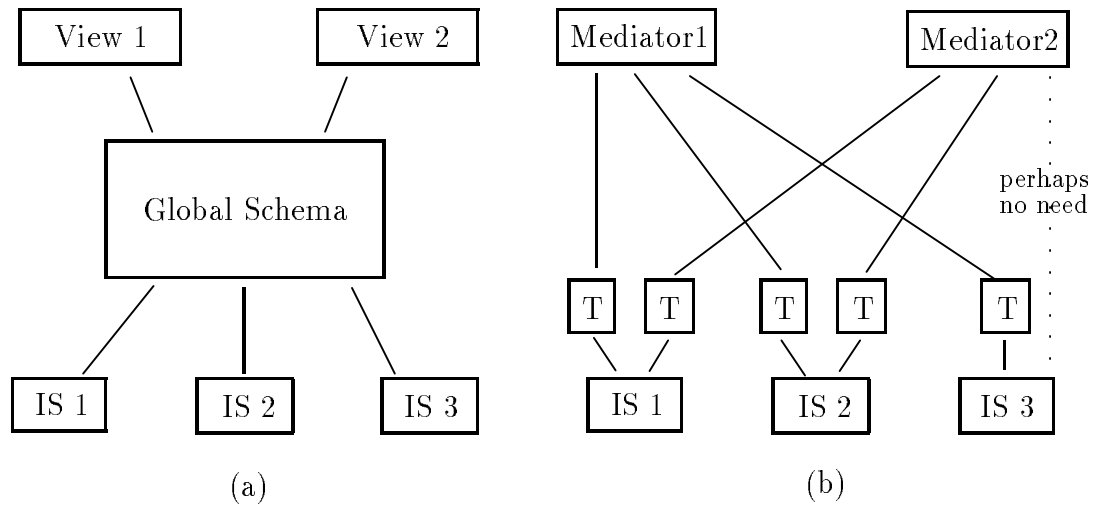 View 1
View 2
Global Schema
IS 1
IS 2
IS 3
(a)
Mediator1
Mediator2
perhaps
no need
T
T
T
T
T
IS 1
IS 2
IS 3
(b)